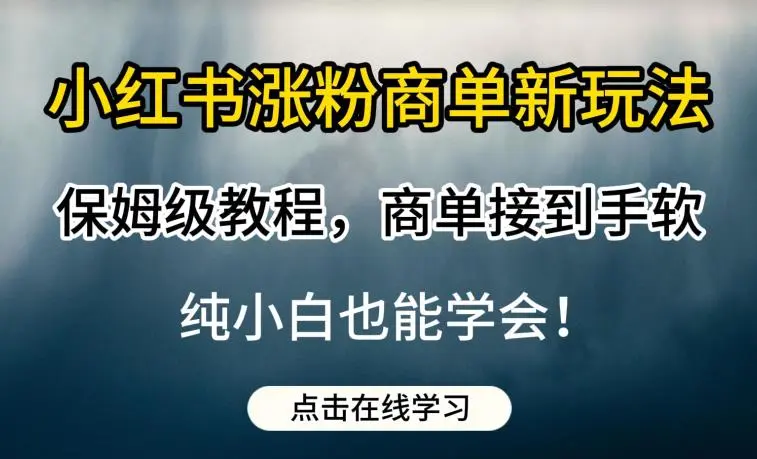 小红书涨粉商单新玩法
保姆级教程，商单接到手软
纯小白也能学会！
点击在线学习